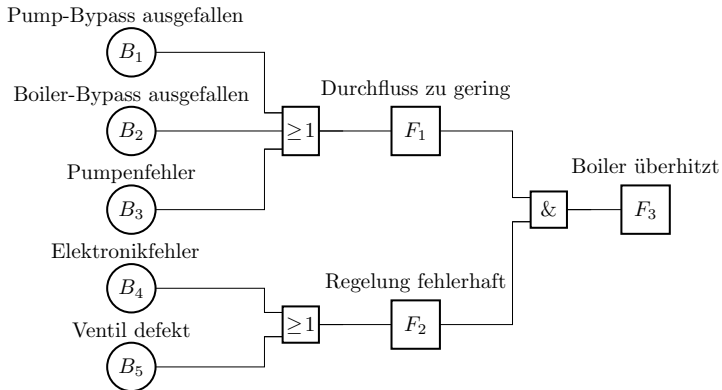 Pump-Bypass ausgefallen
B1
Boiler-Bypass ausgefallen
B2
Pumpenfehler
B3
Elektronikfehler
B4
Ventil defekt
B5
≥1
≥1
Durchfluss zu gering
F1
Regelung fehlerhaft
F2
&
Boiler überhitzt
F3